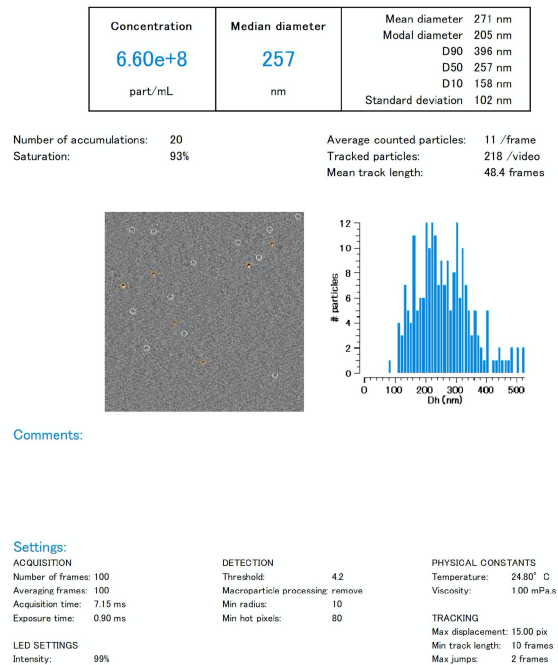 Concentration
6.60e+8
part/mL
Median diameter
257
nm
Mean diameter 271 nm
Modal diameter 205 nm
D90 396 nm
D50 257 nm
D10 158 nm
Standard deviation 102 nm
Number of accumulations: 20
Saturation: 93%
Average counted particles: 11 /frame
Tracked particles: 218 /video
Mean track length: 48.4 frames
# particles
12
10
8
6
4
2
0
0 100 200 300 400 500
Dh (nm)
Comments:
Settings:
ACQUISITION
Number of frames: 100
Averaging frames: 100
Acquisition time: 7.15 ms
Exposure time: 0.90 ms
LED SETTINGS
Intensity: 99%
DETECTION
Threshold: 4.2
Macroparticle processing: remove
Min radius: 10
Min hot pixels: 80
PHYSICAL CONSTANTS
Temperature: 24.80° C
Viscosity: 1.00 mPa.s
TRACKING
Max displacement: 15.00 pix
Min track length: 10 frames
Max jumps: 2 frames